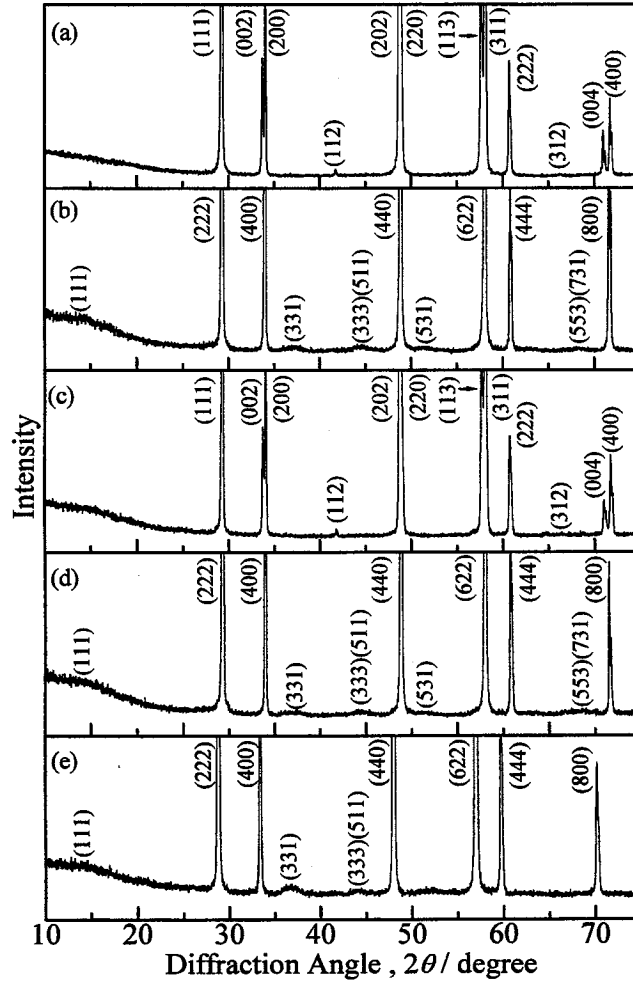 (a) (111) (002) (200) (202) (220) (113) (311) (222) (004) (400)
(112) (312)
(b) (222) (400) (440) (622) (444) (800)
(111) (331) (333)(511) (531) (553)(731)
(c) (111) (002) (200) (202) (220) (113) (311) (222) (004) (400)
(112) (312)
(d) (222) (400) (440) (622) (444) (800)
(111) (331) (333)(511) (531) (553)(731)
(e) (222) (400) (440) (622) (444) (800)
(111) (331) (333)(511)
Intensity
10 20 30 40 50 60 70
Diffraction Angle , 2θ / degree